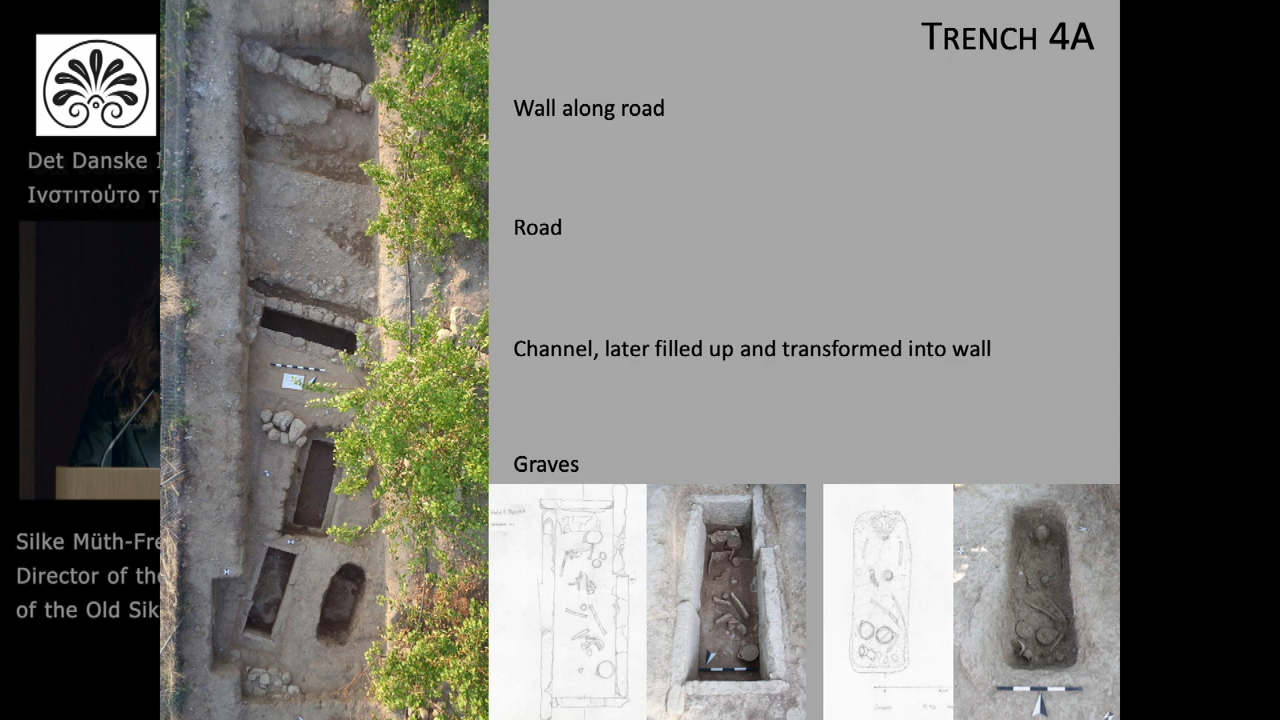 TRENCH 4A
Det Danske
Ινστιτούτο
Wall along road
Road
Channel, later filled up and transformed into wall
Graves
Silke Müth-Fre
Director of the
of the Old Sik